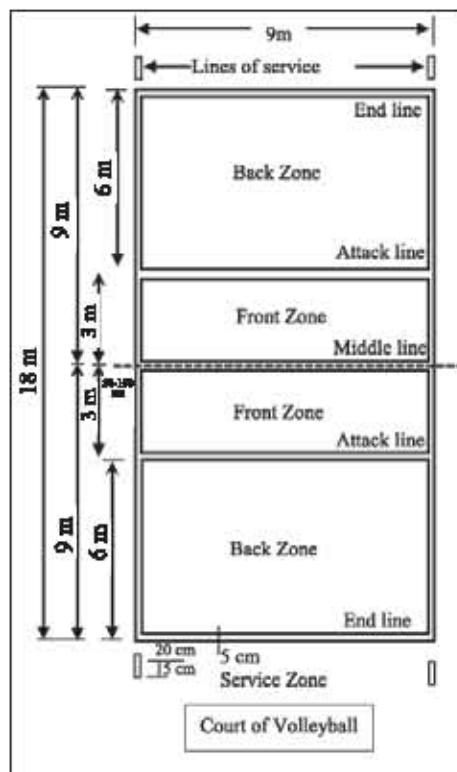 9m
Lines of service
End line
Back Zone
Attack line
6 m
9 m
3 m
Front Zone
Middle line
18 m
3 m
Front Zone
Attack line
9 m
6 m
Back Zone
End line
20 cm
15 cm
5 cm
Service Zone
Court of Volleyball